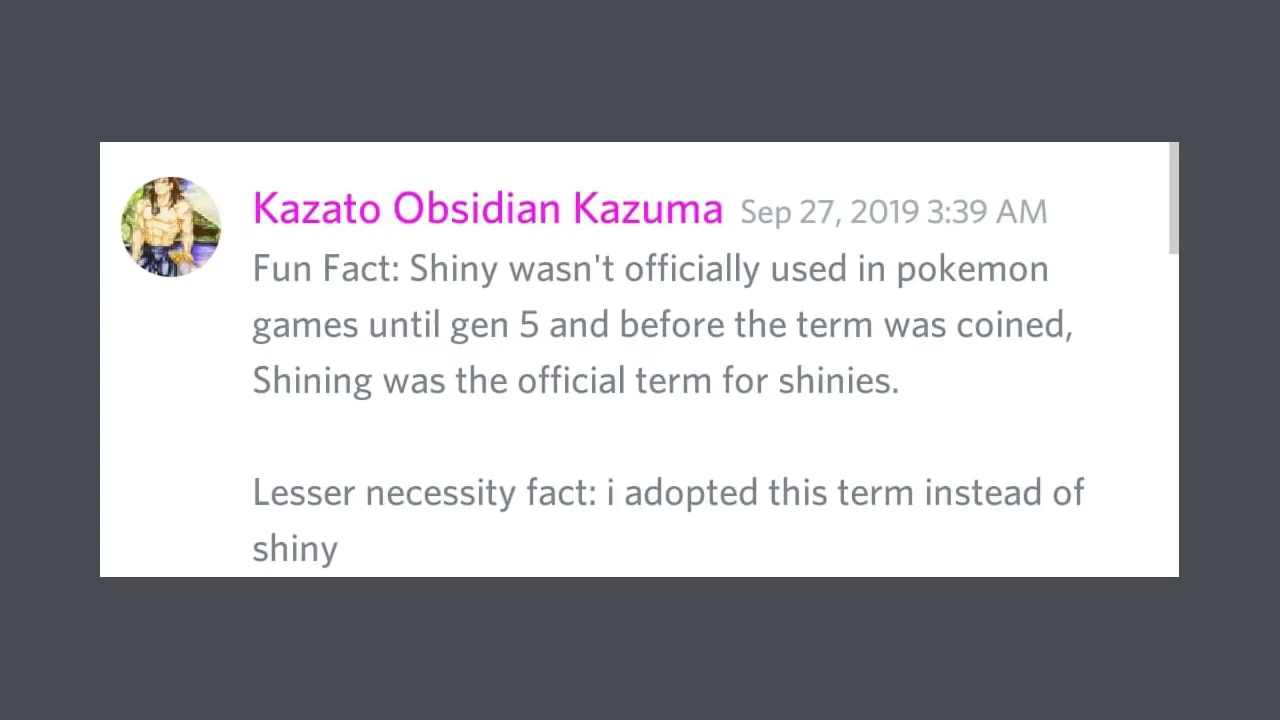 Kazato Obsidian Kazuma Sep 27, 2019 3:39 AM
Fun Fact: Shiny wasn't officially used in pokemon
games until gen 5 and before the term was coined,
Shining was the official term for shinies.
Lesser necessity fact: i adopted this term instead of
shiny